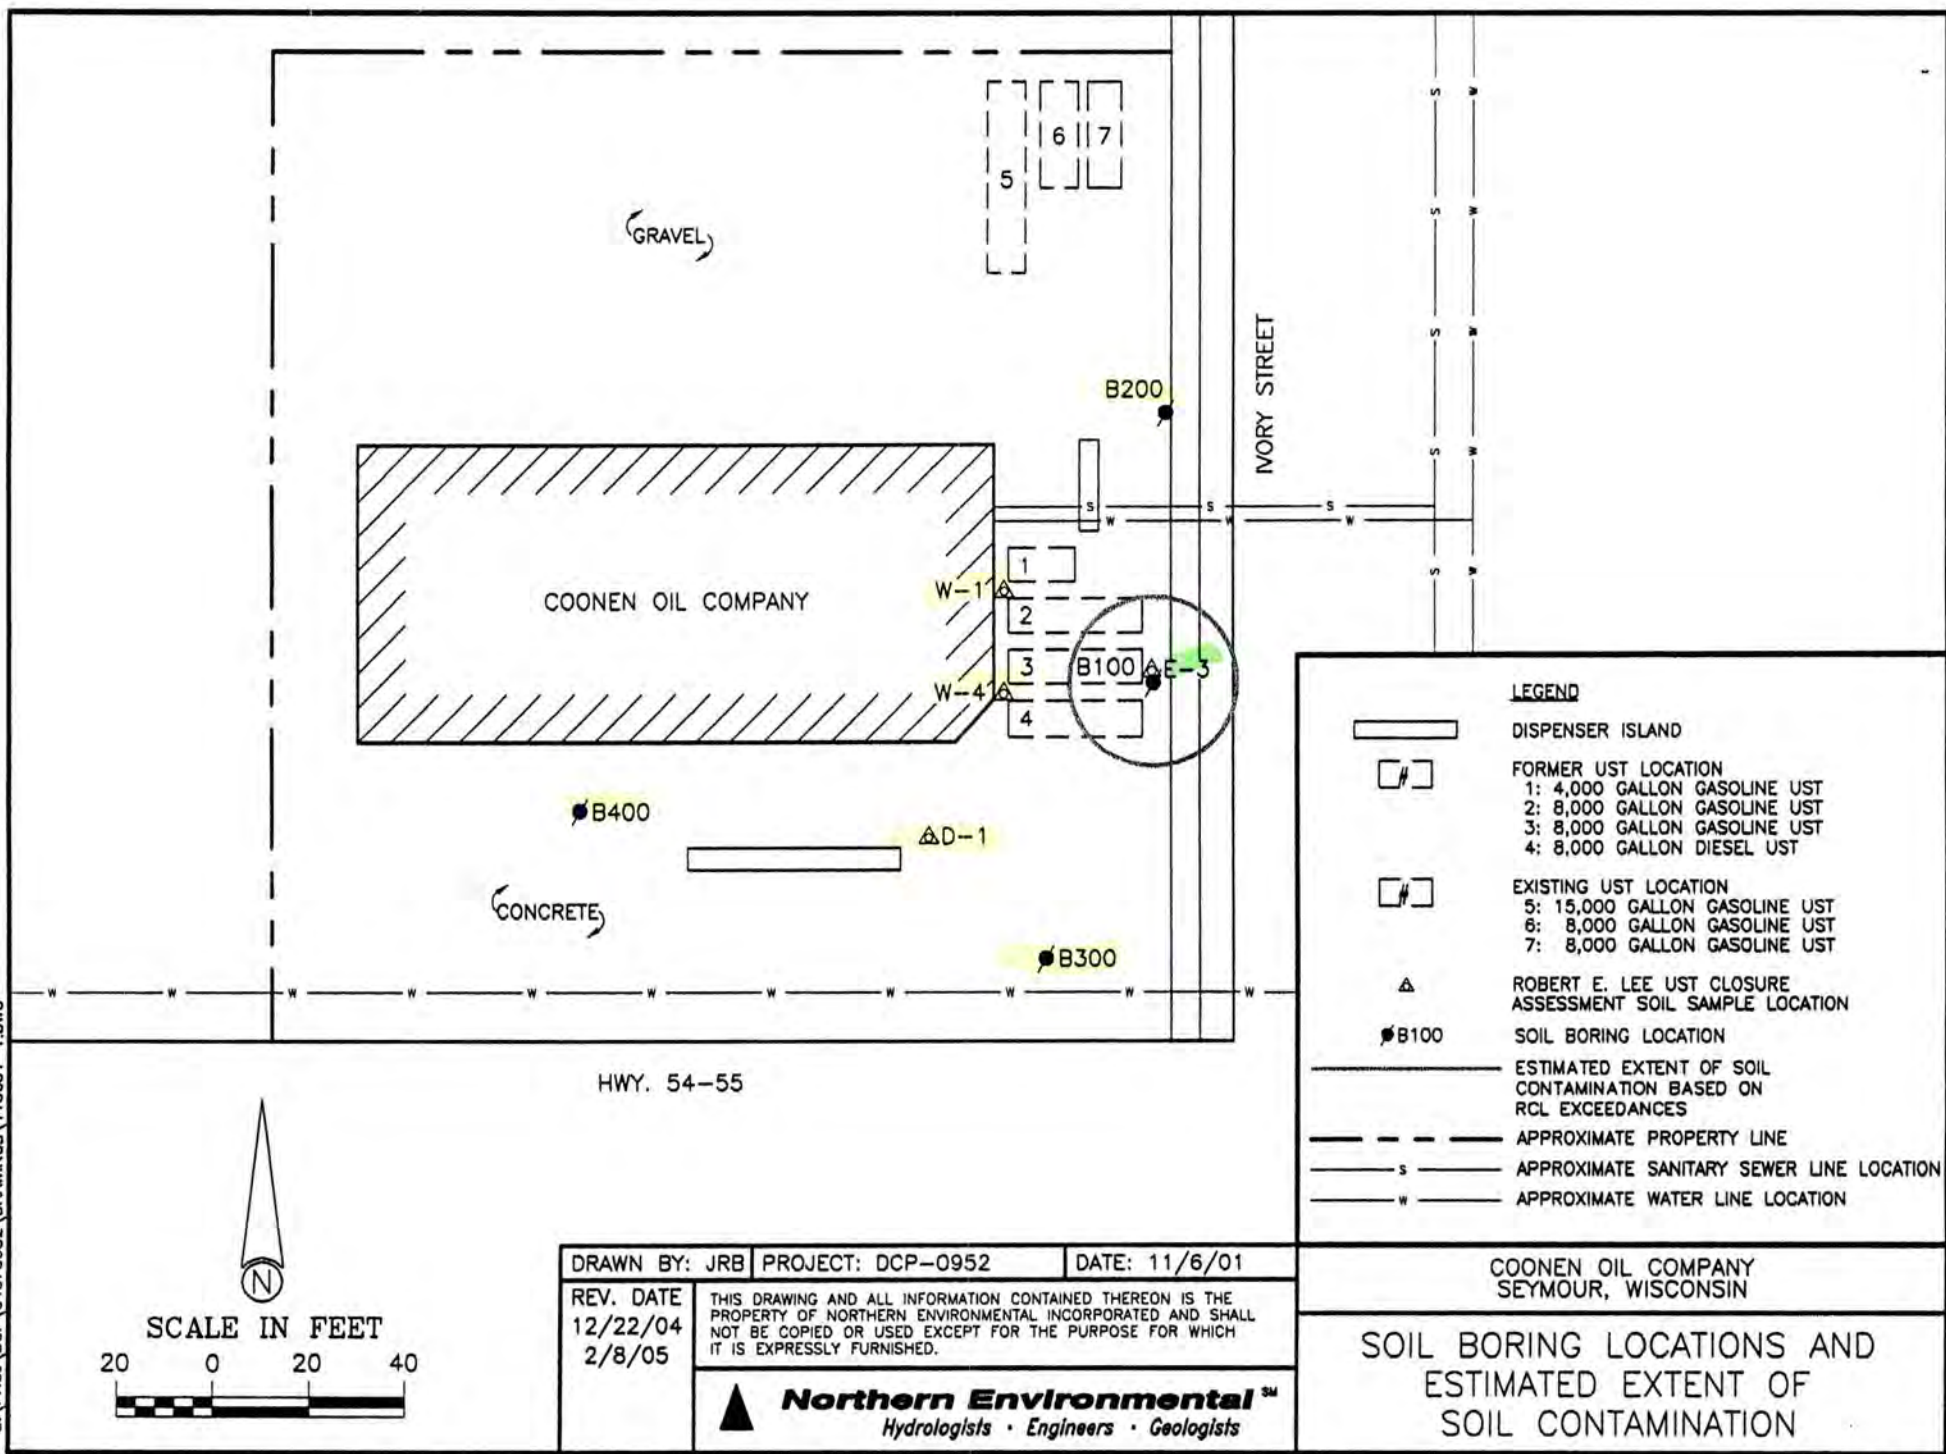 5
6
7
GRAVEL
B200
IVORY STREET
S
W
S
W
S
W
S
W
S
W
S S S
W W W
1
W-1
COONEN OIL COMPANY
2
3
B100
E-3
W-4
4
B400
D-1
CONCRETE
B300
W W W W W W W W W W W
HWY. 54-55
N
SCALE IN FEET
20 0 20 40
LEGEND
DISPENSER ISLAND
FORMER UST LOCATION
1: 4,000 GALLON GASOLINE UST
2: 8,000 GALLON GASOLINE UST
3: 8,000 GALLON GASOLINE UST
4: 8,000 GALLON DIESEL UST
#
EXISTING UST LOCATION
5: 15,000 GALLON GASOLINE UST
6: 8,000 GALLON GASOLINE UST
7: 8,000 GALLON GASOLINE UST
#
ROBERT E. LEE UST CLOSURE
ASSESSMENT SOIL SAMPLE LOCATION
B100 SOIL BORING LOCATION
ESTIMATED EXTENT OF SOIL
CONTAMINATION BASED ON
RCL EXCEEDANCES
APPROXIMATE PROPERTY LINE
S APPROXIMATE SANITARY SEWER LINE LOCATION
W APPROXIMATE WATER LINE LOCATION
DRAWN BY: JRB PROJECT: DCP-0952 DATE: 11/6/01
REV. DATE
12/22/04
2/8/05
THIS DRAWING AND ALL INFORMATION CONTAINED THEREON IS THE
PROPERTY OF NORTHERN ENVIRONMENTAL INCORPORATED AND SHALL
NOT BE COPIED OR USED EXCEPT FOR THE PURPOSE FOR WHICH
IT IS EXPRESSLY FURNISHED.
Northern Environmental SM
Hydrologists · Engineers · Geologists
COONEN OIL COMPANY
SEYMOUR, WISCONSIN
SOIL BORING LOCATIONS AND
ESTIMATED EXTENT OF
SOIL CONTAMINATION